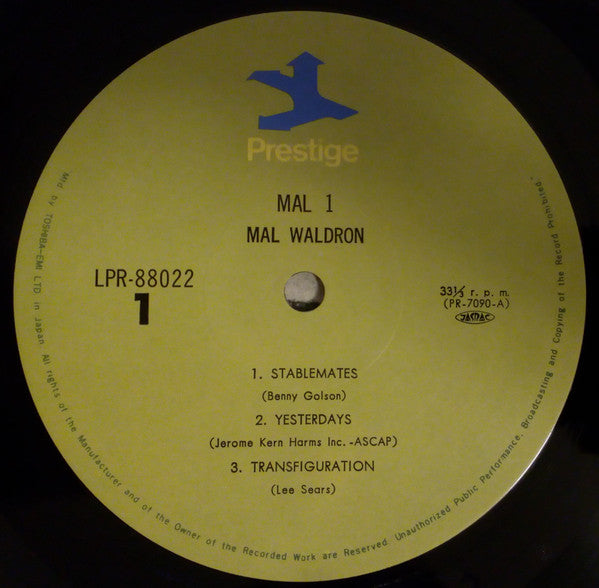 Prestige
MAL 1
MAL WALDRON
LPR-88022
1
33⅓ r. p. m.
(PR-7090-A)
JASRAC
1. STABLEMATES
(Benny Golson)
2. YESTERDAYS
(Jerome Kern Harms Inc. -ASCAP)
3. TRANSFIGURATION
(Lee Sears)
Mfd by TOSHIBA-EMI LTD. in Japan. All rights of the Manufacturer and of the Owner of the Recorded Work are Reserved. Unauthorized Public Performance, Broadcasting and Copying of the Record Prohibited.